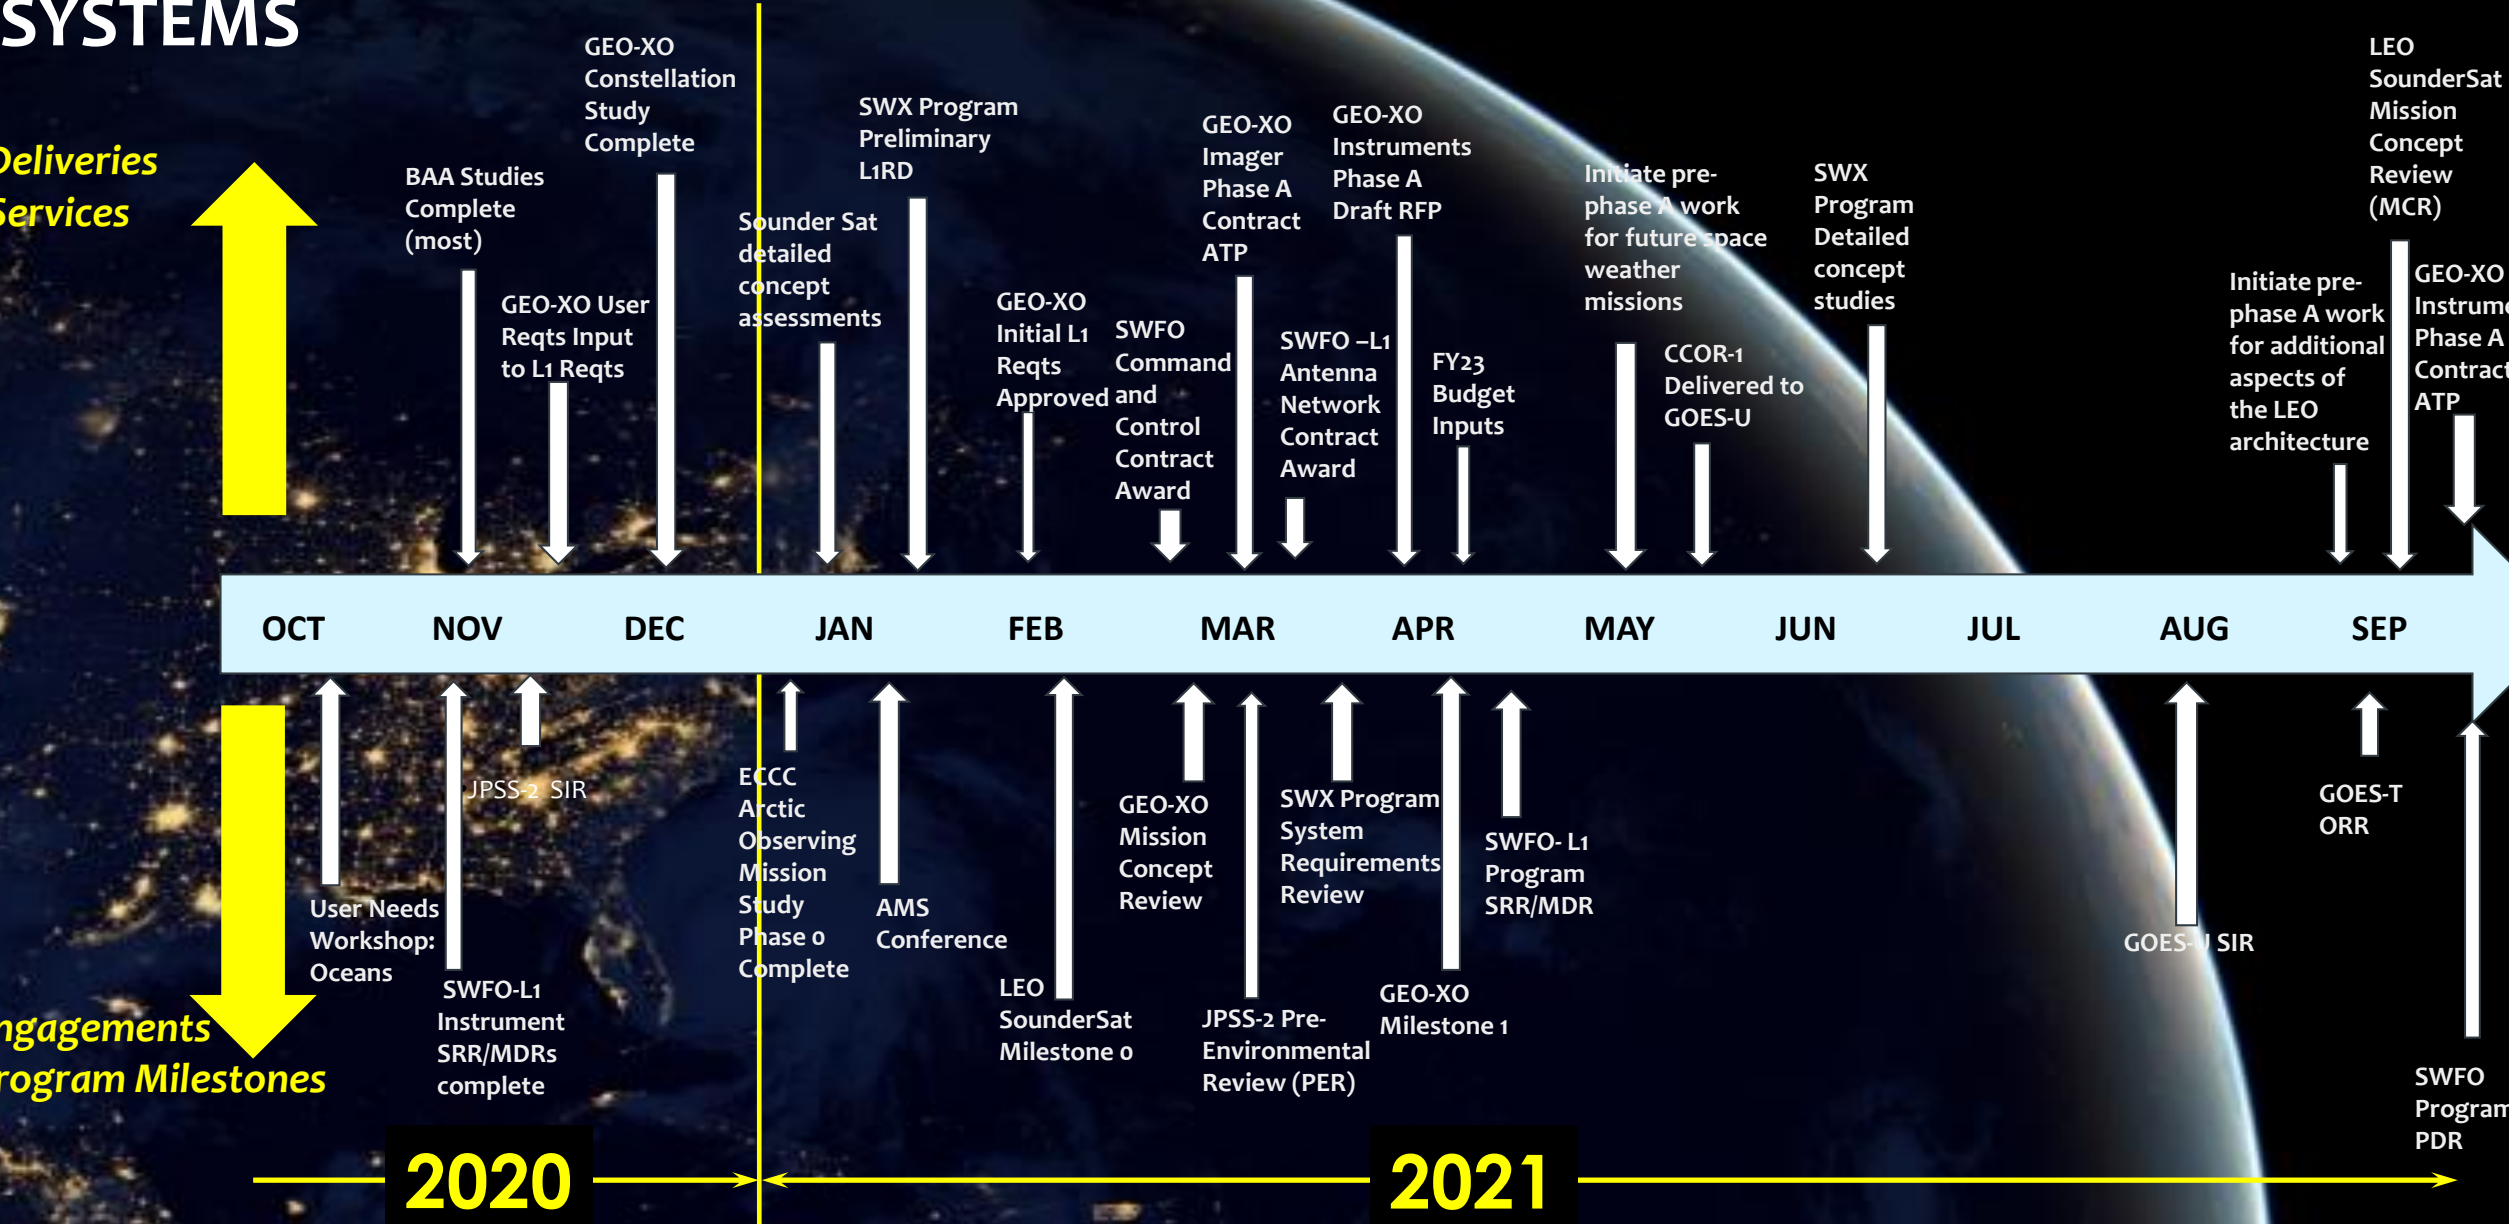 SYSTEMS
Deliveries
Services
BAA Studies
Complete
(most)
GEO-XO User
Reqts Input
to L1 Reqts
GEO-XO
Constellation
Study
Complete
Sounder Sat
detailed
concept
assessments
SWX Program
Preliminary
L1RD
GEO-XO
Initial L1
Reqts
Approved
SWFO
Command
and
Control
Contract
Award
GEO-XO
Imager
Phase A
Contract
ATP
SWFO –L1
Antenna
Network
Contract
Award
GEO-XO
Instruments
Phase A
Draft RFP
FY23
Budget
Inputs
Initiate pre-
phase A work
for future space
weather
missions
CCOR-1
Delivered to
GOES-U
SWX
Program
Detailed
concept
studies
Initiate pre-
phase A work
for additional
aspects of
the LEO
architecture
LEO
SounderSat
Mission
Concept
Review
(MCR)
GEO-XO
Instrume
Phase A
Contract
ATP
OCT NOV DEC JAN FEB MAR APR MAY JUN JUL AUG SEP
User Needs
Workshop:
Oceans
SWFO-L1
Instrument
SRR/MDRs
complete
JPSS-2 SIR
ECCC
Arctic
Observing
Mission
Study
Phase 0
Complete
AMS
Conference
LEO
SounderSat
Milestone 0
GEO-XO
Mission
Concept
Review
JPSS-2 Pre-
Environmental
Review (PER)
SWX Program
System
Requirements
Review
GEO-XO
Milestone 1
SWFO- L1
Program
SRR/MDR
GOES-U SIR
GOES-T
ORR
SWFO
Program
PDR
ngagements
rogram Milestones
2020
2021